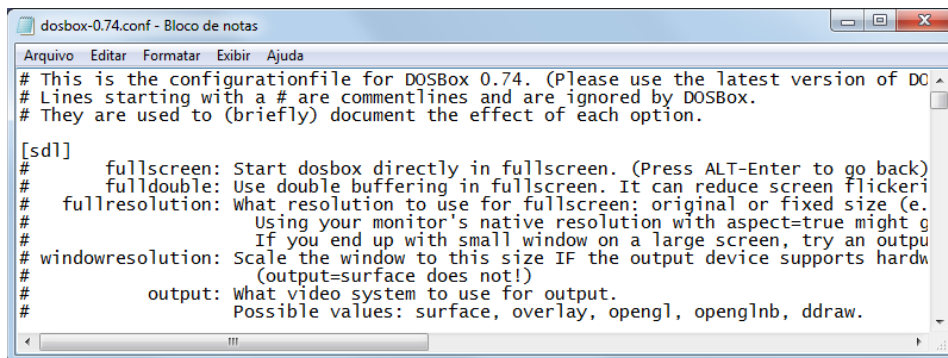 dosbox-0.74.conf - Bloco de notas
Arquivo Editar Formatar Exibir Ajuda
# This is the configurationfile for DOSBox 0.74. (Please use the latest version of DO
# Lines starting with a # are commentlines and are ignored by DOSBox.
# They are used to (briefly) document the effect of each option.
[sdl]
# fullscreen: Start dosbox directly in fullscreen. (Press ALT-Enter to go back)
# fulldouble: Use double buffering in fullscreen. It can reduce screen flickeri
# fullresolution: What resolution to use for fullscreen: original or fixed size (e.
# Using your monitor's native resolution with aspect=true might g
# If you end up with small window on a large screen, try an outpu
# windowresolution: Scale the window to this size IF the output device supports hardw
# (output=surface does not!)
# output: What video system to use for output.
# Possible values: surface, overlay, opengl, openglnb, ddraw.